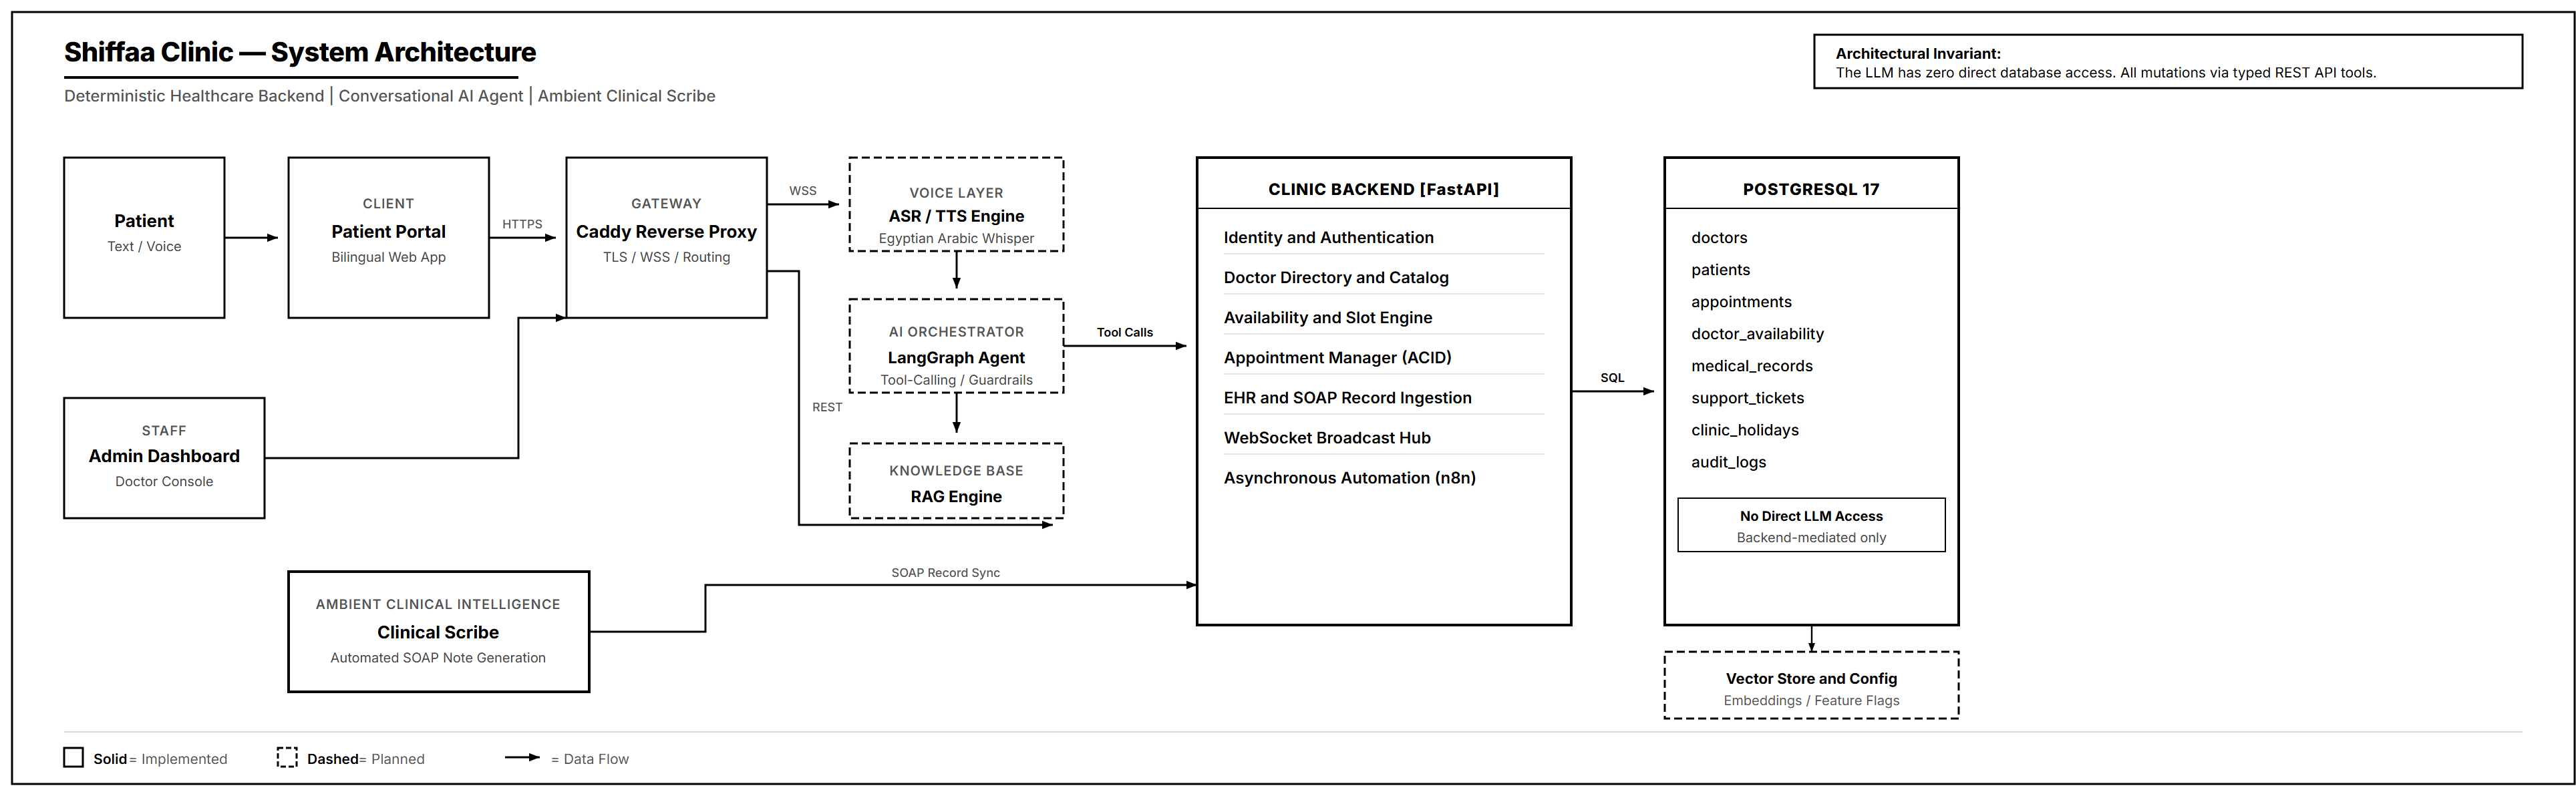 Shiffaa Clinic — System Architecture
Deterministic Healthcare Backend | Conversational AI Agent | Ambient Clinical Scribe
Architectural Invariant:
The LLM has zero direct database access. All mutations via typed REST API tools.
Patient
Text / Voice
CLIENT
Patient Portal
Bilingual Web App
HTTPS
GATEWAY
Caddy Reverse Proxy
TLS / WSS / Routing
WSS
REST
VOICE LAYER
ASR / TTS Engine
Egyptian Arabic Whisper
AI ORCHESTRATOR
LangGraph Agent
Tool-Calling / Guardrails
KNOWLEDGE BASE
RAG Engine
Tool Calls
CLINIC BACKEND [FastAPI]
Identity and Authentication
Doctor Directory and Catalog
Availability and Slot Engine
Appointment Manager (ACID)
EHR and SOAP Record Ingestion
WebSocket Broadcast Hub
Asynchronous Automation (n8n)
SQL
POSTGRESQL 17
doctors
patients
appointments
doctor_availability
medical_records
support_tickets
clinic_holidays
audit_logs
No Direct LLM Access
Backend-mediated only
Vector Store and Config
Embeddings / Feature Flags
STAFF
Admin Dashboard
Doctor Console
AMBIENT CLINICAL INTELLIGENCE
Clinical Scribe
Automated SOAP Note Generation
SOAP Record Sync
Solid = Implemented
Dashed = Planned
= Data Flow